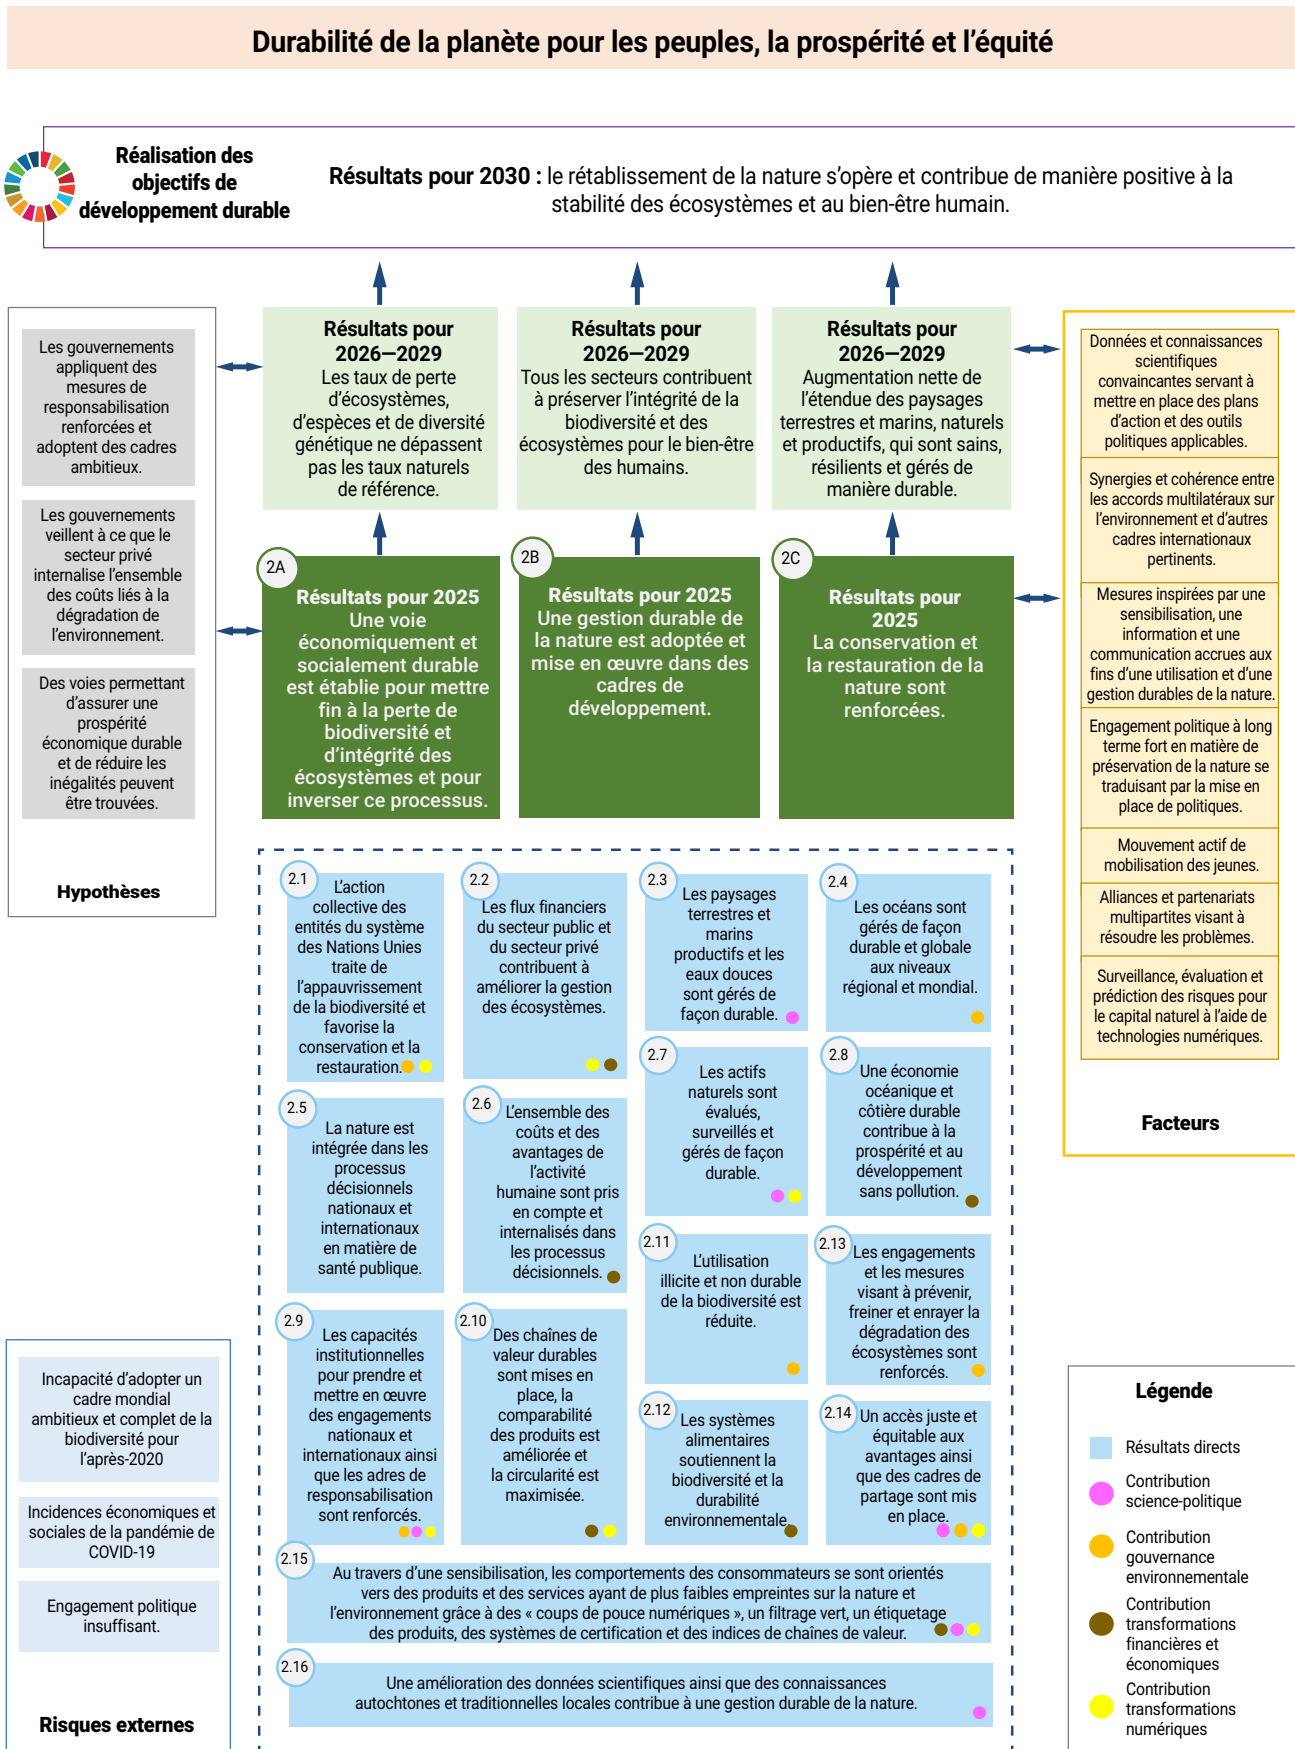 Durabilité de la planète pour les peuples, la prospérité et l’équité
Réalisation des
objectifs de
développement durable
Résultats pour 2030 : le rétablissement de la nature s’opère et contribue de manière positive à la
stabilité des écosystèmes et au bien-être humain.
Les gouvernements
appliquent des
mesures de
responsabilisation
renforcées et
adoptent des cadres
ambitieux.
Les gouvernements
veillent à ce que le
secteur privé
internalise l’ensemble
des coûts liés à la
dégradation de
l’environnement.
Des voies permettant
d’assurer une
prospérité
économique durable
et de réduire les
inégalités peuvent
être trouvées.
Hypothèses
Résultats pour
2026—2029
Les taux de perte
d’écosystèmes,
d’espèces et de diversité
génétique ne dépassent
pas les taux naturels
de référence.
Résultats pour
2026—2029
Tous les secteurs contribuent
à préserver l’intégrité de la
biodiversité et des
écosystèmes pour le bien-être
des humains.
Résultats pour
2026—2029
Augmentation nette de
l’étendue des paysages
terrestres et marins, naturels
et productifs, qui sont sains,
résilients et gérés de
manière durable.
2A
Résultats pour 2025
Une voie
économiquement et
socialement durable
est établie pour mettre
fin à la perte de
biodiversité et
d’intégrité des
écosystèmes et pour
inverser ce processus.
2B
Résultats pour 2025
Une gestion durable de
la nature est adoptée et
mise en œuvre dans des
cadres de
développement.
2C
Résultats pour
2025
La conservation et
la restauration de la
nature sont
renforcées.
Données et connaissances
scientifiques
convaincantes servant à
mettre en place des plans
d’action et des outils
politiques applicables.
Synergies et cohérence entre
les accords multilatéraux sur
l’environnement et d’autres
cadres internationaux
pertinents.
Mesures inspirées par une
sensibilisation, une
information et une
communication accrues aux
fins d’une utilisation et d’une
gestion durables de la nature.
Engagement politique à long
terme fort en matière de
préservation de la nature se
traduisant par la mise en
place de politiques.
Mouvement actif de
mobilisation des jeunes.
Alliances et partenariats
multipartites visant à
résoudre les problèmes.
Surveillance, évaluation et
prédiction des risques pour
le capital naturel à l’aide de
technologies numériques.
Facteurs
2.1
L’action
collective des
entités du système
des Nations Unies
traite de
l’appauvrissement
de la biodiversité et
favorise la
conservation et la
restauration.
2.2
Les flux financiers
du secteur public et
du secteur privé
contribuent à
améliorer la gestion
des écosystèmes.
2.3
Les paysages
terrestres et
marins
productifs et les
eaux douces
sont gérés de
façon durable.
2.4
Les océans sont
gérés de façon
durable et globale
aux niveaux
régional et mondial.
2.5
La nature est
intégrée dans les
processus
décisionnels
nationaux et
internationaux
en matière de
santé publique.
2.6
L’ensemble des
coûts et des
avantages de
l’activité
humaine sont pris
en compte et
internalisés dans
les processus
décisionnels.
2.7
Les actifs
naturels sont
évalués,
surveillés et
gérés de façon
durable.
2.8
Une économie
océanique et
côtière durable
contribue à la
prospérité et au
développement
sans pollution.
2.9
Les capacités
institutionnelles
pour prendre et
mettre en œuvre
des engagements
nationaux et
internationaux ainsi
que les adres de
responsabilisation
sont renforcés.
2.10
Des chaînes de
valeur durables
sont mises en
place, la
comparabilité
des produits est
améliorée et
la circularité est
maximisée.
2.11
L’utilisation
illicite et non durable
de la biodiversité est
réduite.
2.13
Les engagements
et les mesures
visant à prévenir,
freiner et enrayer la
dégradation des
écosystèmes sont
renforcés.
2.12
Les systèmes
alimentaires
soutiennent la
biodiversité et la
durabilité
environnementale.
2.14
Un accès juste et
équitable aux
avantages ainsi
que des cadres de
partage sont mis
en place.
2.15
Au travers d’une sensibilisation, les comportements des consommateurs se sont orientés
vers des produits et des services ayant de plus faibles empreintes sur la nature et
l’environnement grâce à des « coups de pouce numériques », un filtrage vert, un étiquetage
des produits, des systèmes de certification et des indices de chaînes de valeur.
2.16
Une amélioration des données scientifiques ainsi que des connaissances
autochtones et traditionnelles locales contribue à une gestion durable de la nature.
Incapacité d’adopter un
cadre mondial
ambitieux et complet de la
biodiversité pour
l’après-2020
Incidences économiques et
sociales de la pandémie de
COVID-19
Engagement politique
insuffisant.
Risques externes
Légende
Résultats directs
Contribution
science-politique
Contribution
gouvernance
environnementale
Contribution
transformations
financières et
économiques
Contribution
transformations
numériques